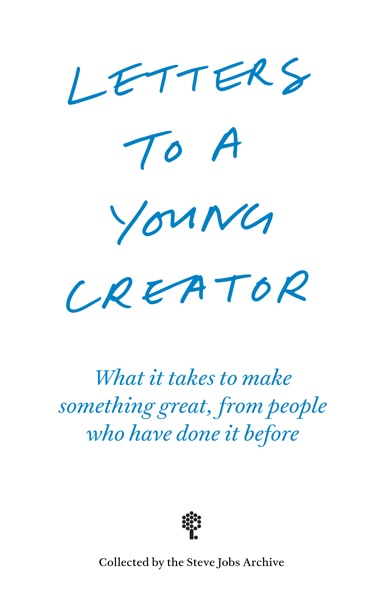 LETTERS
TO A
YOUNG
CREATOR
What it takes to make
something great, from people
who have done it before
Collected by the Steve Jobs Archive